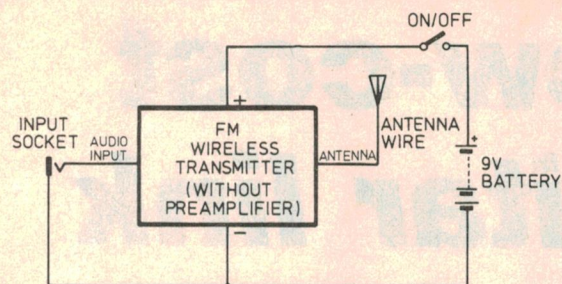 ON/OFF
INPUT
SOCKET
AUDIO
INPUT
+
FM
WIRELESS
TRANSMITTER
(WITHOUT
PREAMPLIFIER)
−
ANTENNA
ANTENNA
WIRE
+
9V
BATTERY